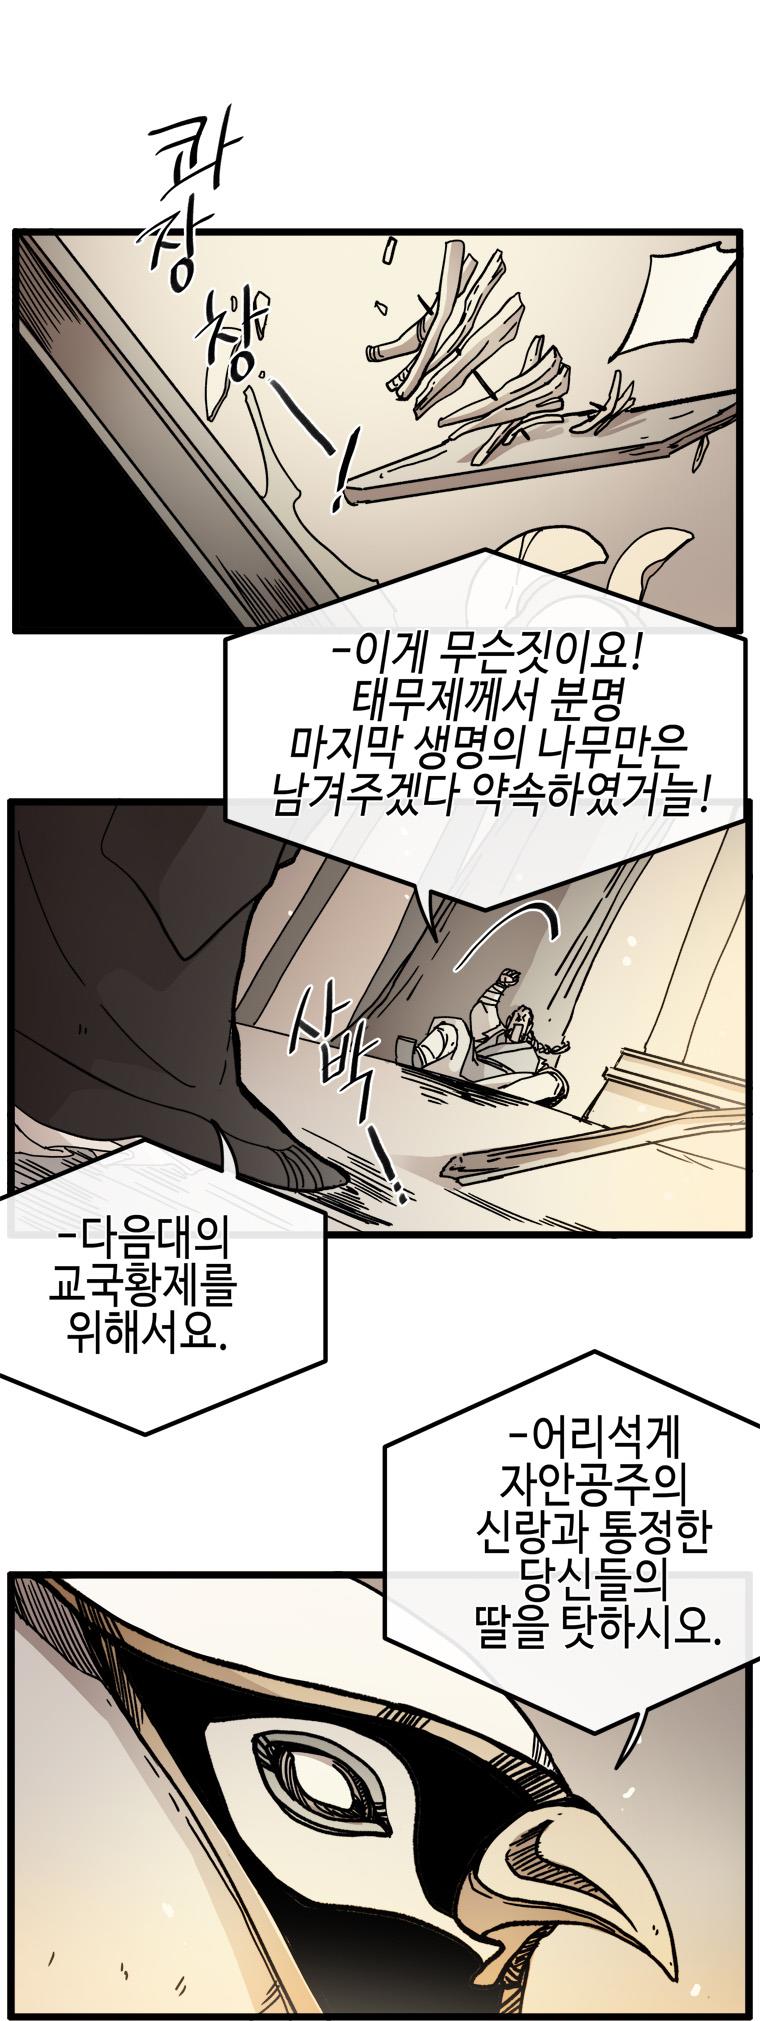 콰
장
창
!
-이게 무슨짓이요!
태무제께서 분명
마지막 생명의 나무만은
남겨주겠다 약속하였거늘!
사
박
-다음대의
교국황제를
위해서요.
-어리석게
자안공주의
신랑과 통정한
당신들의
딸을 탓하시오.